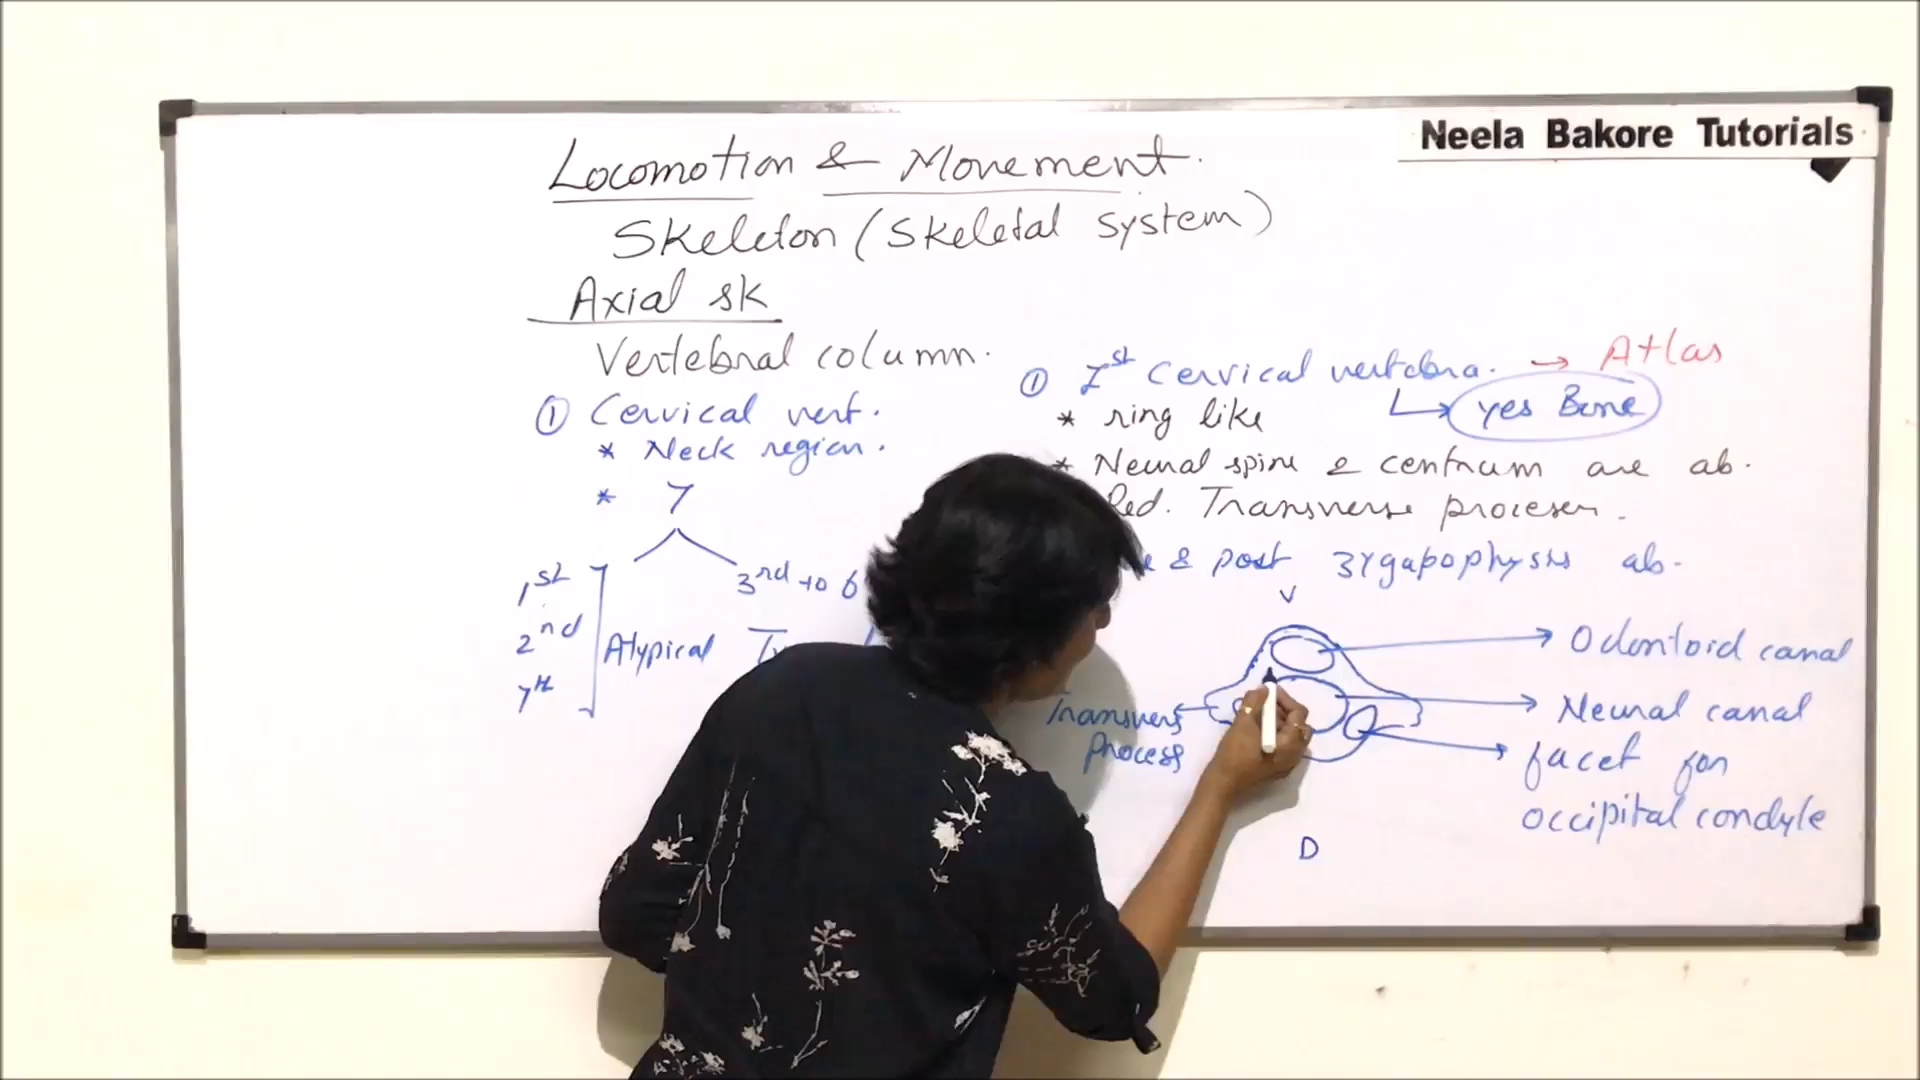 Neela Bakore Tutorials
Locomotion & Movement.
Skeleton (Skeletal system)
Axial sk
Vertebral column.
① Cervical vert.
* Neck region.
* 7
1st
2nd
7th
Atypical
3rd to 6
① Ist Cervical vertebra. → Atlas
yes Bone
* ring like
* Neural spine & centrum are ab.
Red. Transverse processes.
& post zygapophysis ab.
V
Odontoid canal
Neural canal
facet for
occipital condyle
Transvers
process
D